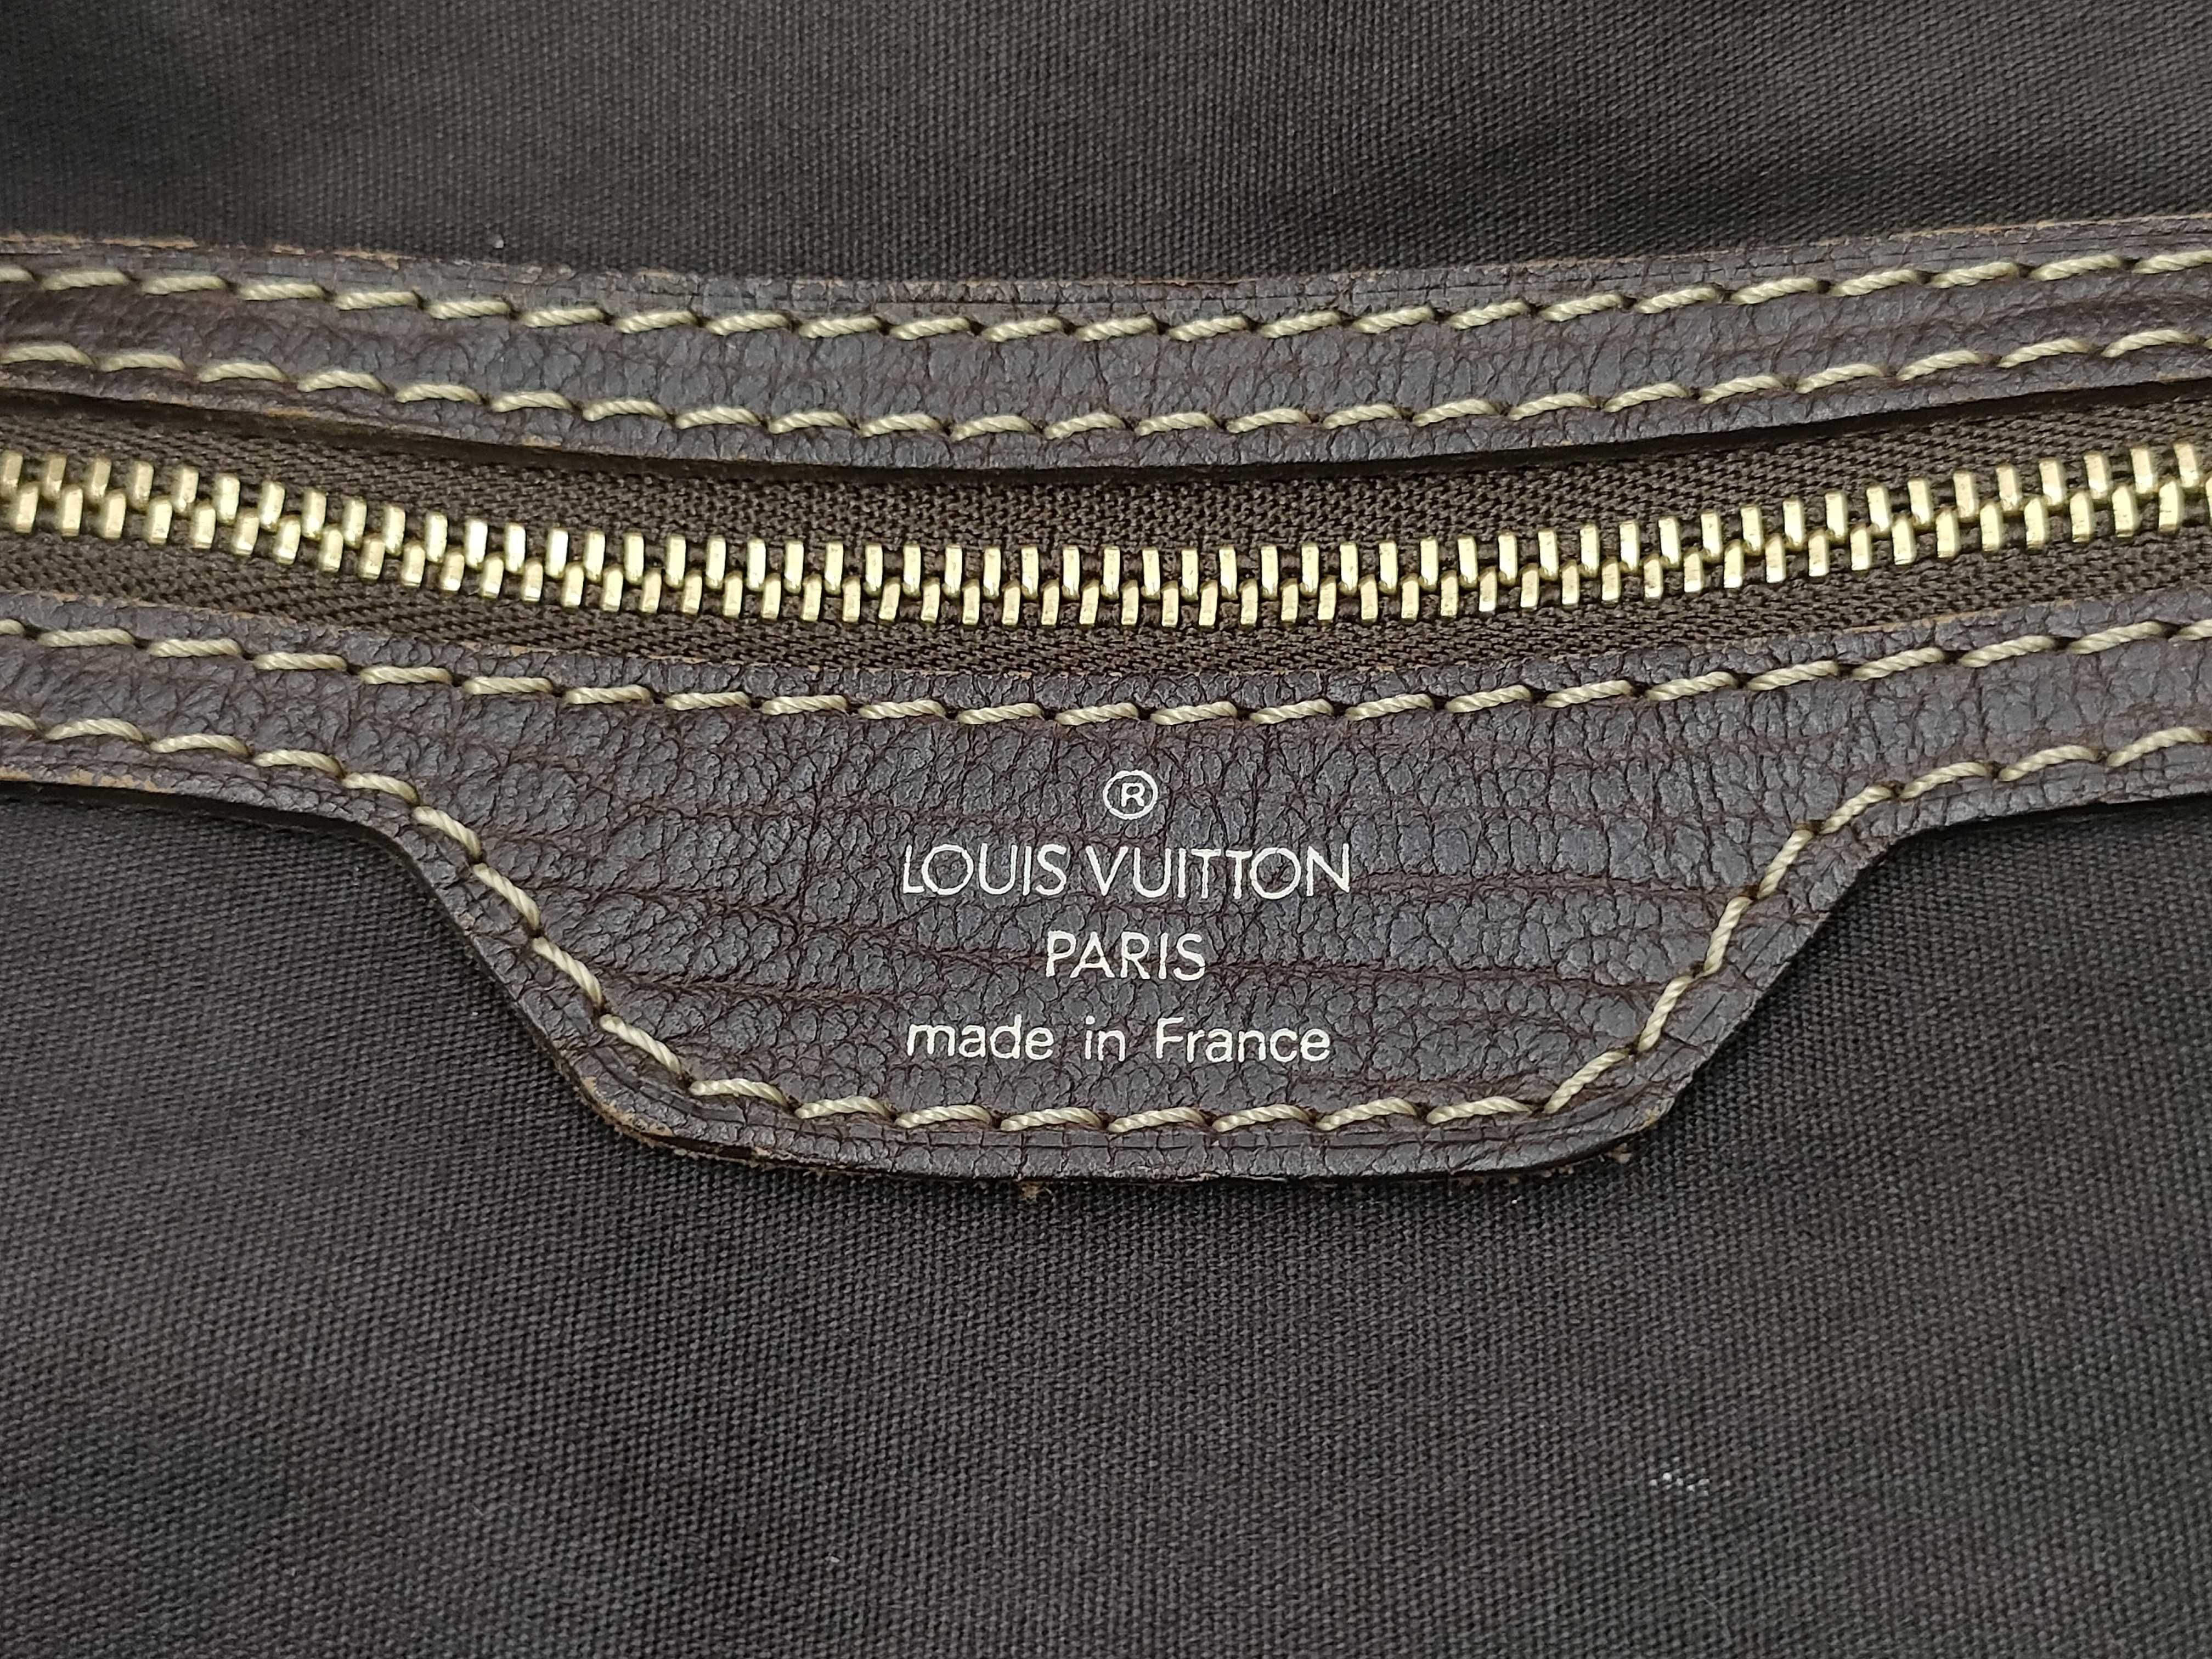 ®
LOUIS VUITTON
PARIS
made in France